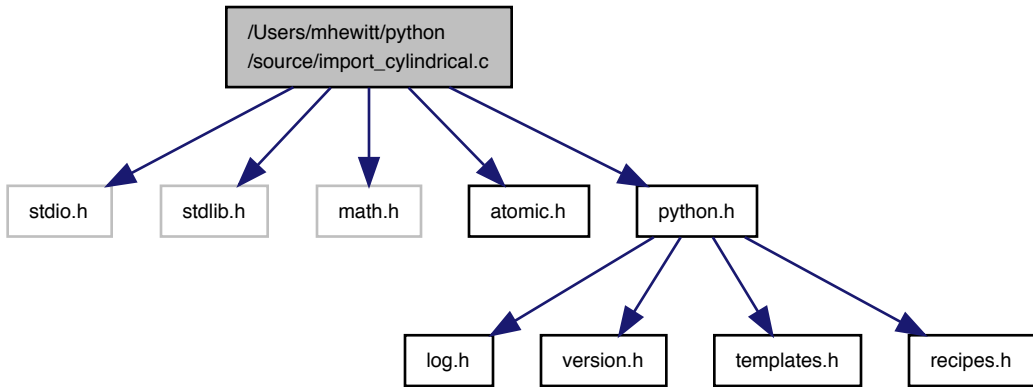 /Users/mhewitt/python
/source/import_cylindrical.c
stdio.h
stdlib.h
math.h
atomic.h
python.h
log.h
version.h
templates.h
recipes.h